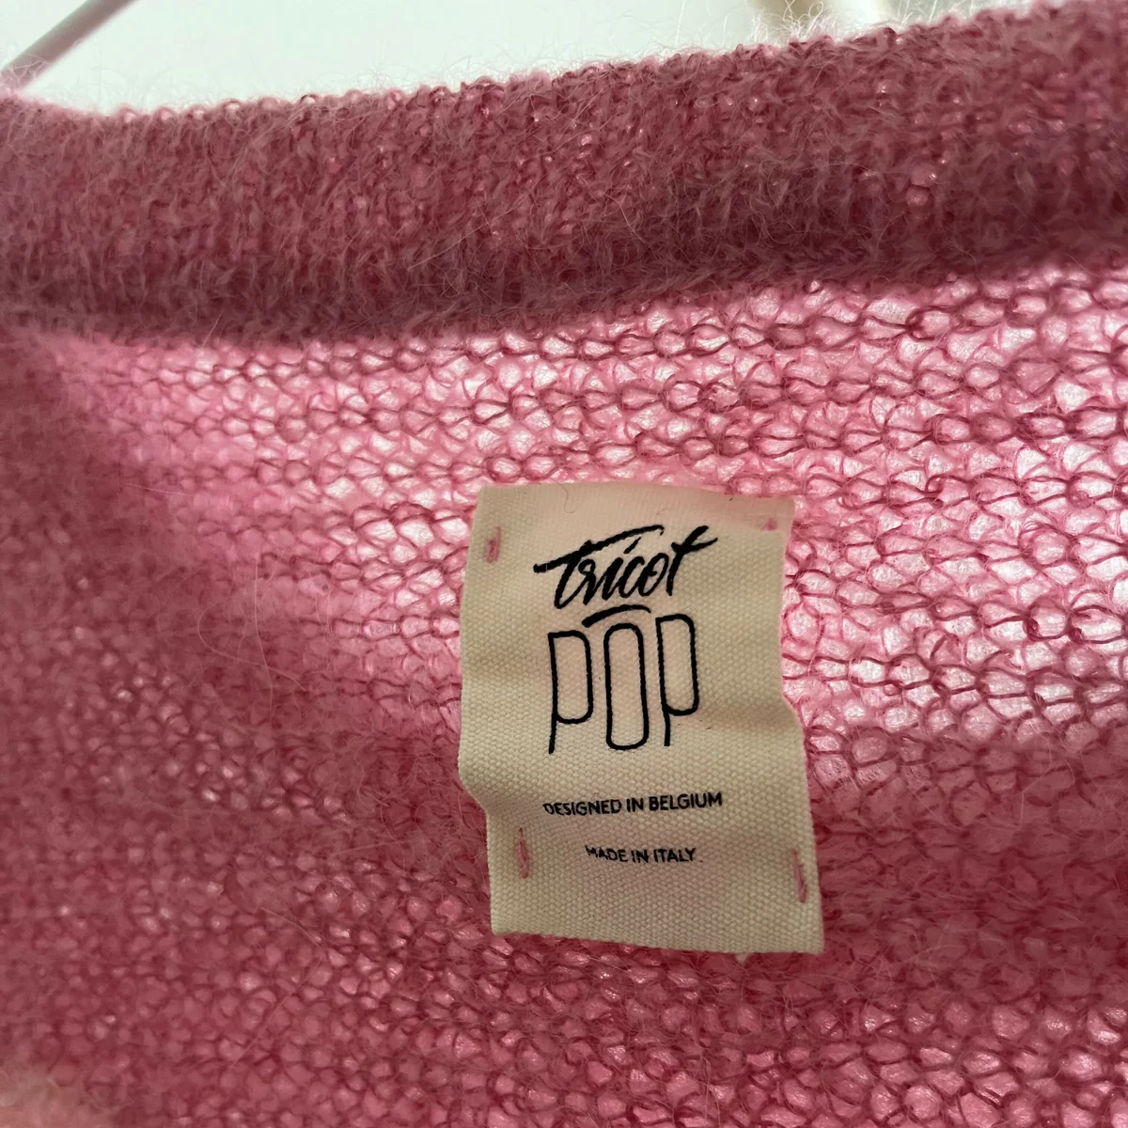 Tricot
POP
DESIGNED IN BELGIUM
MADE IN ITALY